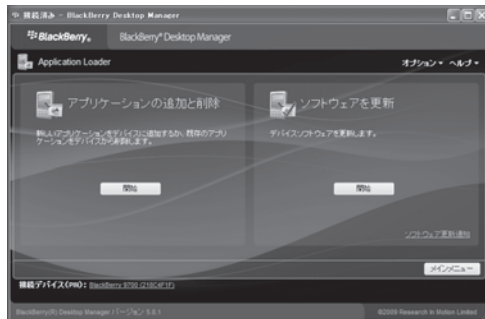 接続済み - BlackBerry Desktop Manager
BlackBerry® BlackBerry® Desktop Manager
Application Loader オプション ヘルプ
アプリケーションの追加と削除
新しいアプリケーションをデバイスに追加するか、既存のアプリ
ケーションをデバイスから削除します。
開始
ソフトウェアを更新
デバイスソフトウェアを更新します。
開始
ソフトウェア更新通知
メインメニュー
接続デバイス(PIN): BlackBerry 9700 (218C4F1F)
BlackBerry(R) Desktop Manager バージョン 5.0.1 ©2009 Research In Motion Limited